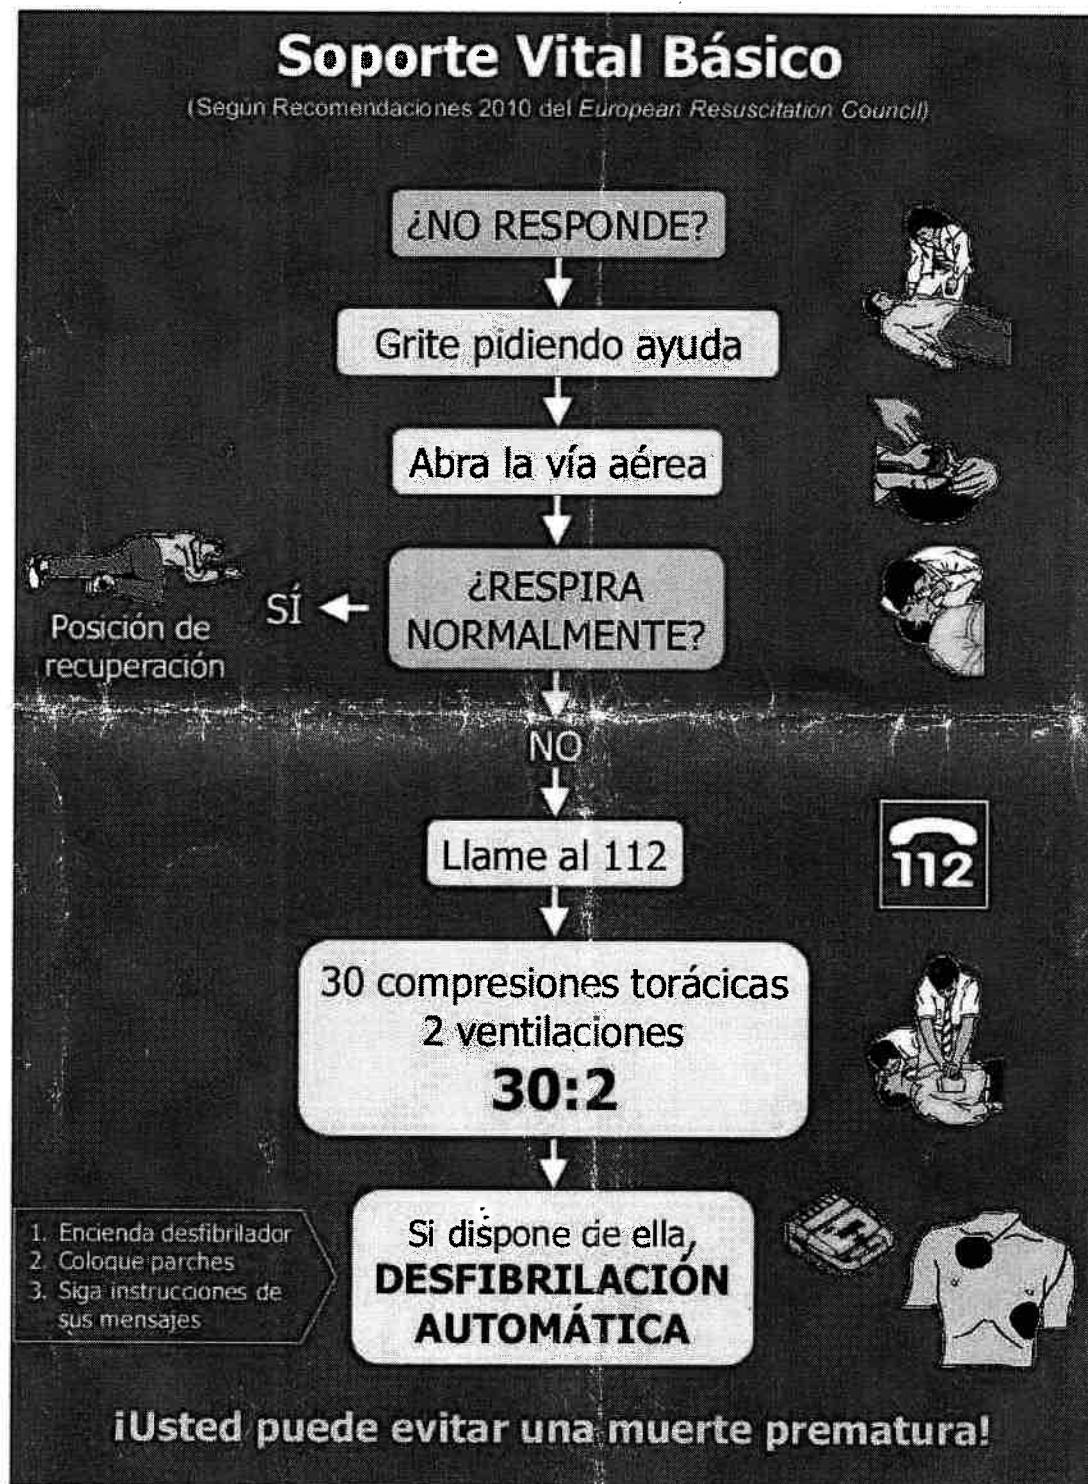 Soporte Vital Básico
(Según Recomendaciones 2010 del European Resuscitation Council)
¿NO RESPONDE?
Grite pidiendo ayuda
Abra la vía aérea
¿RESPIRA
NORMALMENTE?
SÍ
Posición de
recuperación
NO
Llame al 112
112
30 compresiones torácicas
2 ventilaciones
30:2
1. Encienda desfibrilador
2. Coloque parches
3. Siga instrucciones de
sus mensajes
Si dispone de ella,
DESFIBRILACIÓN
AUTOMÁTICA
¡Usted puede evitar una muerte prematura!